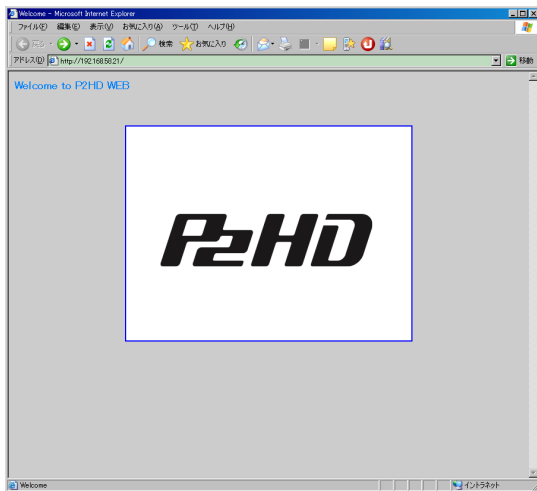 Welcome - Microsoft Internet Explorer
ファイル(F) 編集(E) 表示(V) お気に入り(A) ツール(T) ヘルプ(H)
検索 お気に入り
アドレス(D) http://192.168.58.21/ 移動
Welcome to P2HD WEB
P2HD
Welcome イントラネット